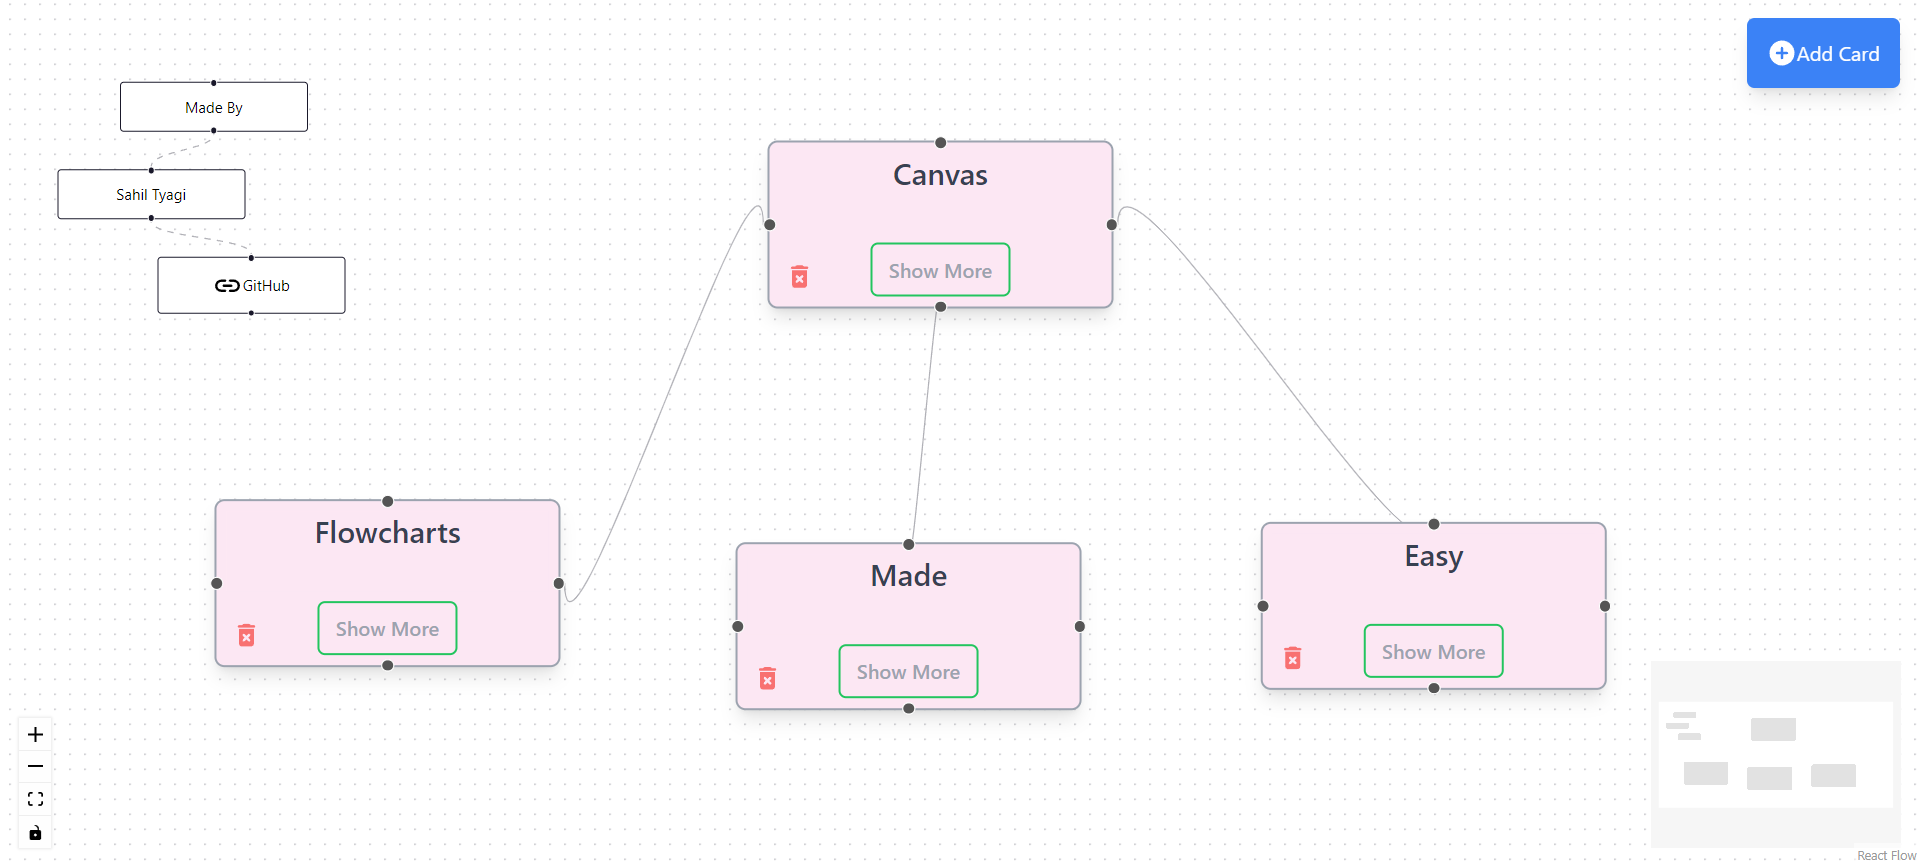 Add Card
Made By
Sahil Tyagi
GitHub
Canvas
Show More
Flowcharts
Show More
Made
Show More
Easy
Show More
React Flow